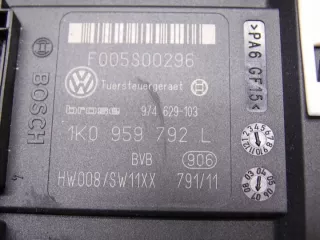 BOSCH
F005S00296
Tuersteuergeraet
brose 974 629-103
1K0 959 792 L
BVB 906
HW008/SW11XX 791/11
>PA6 GF15<